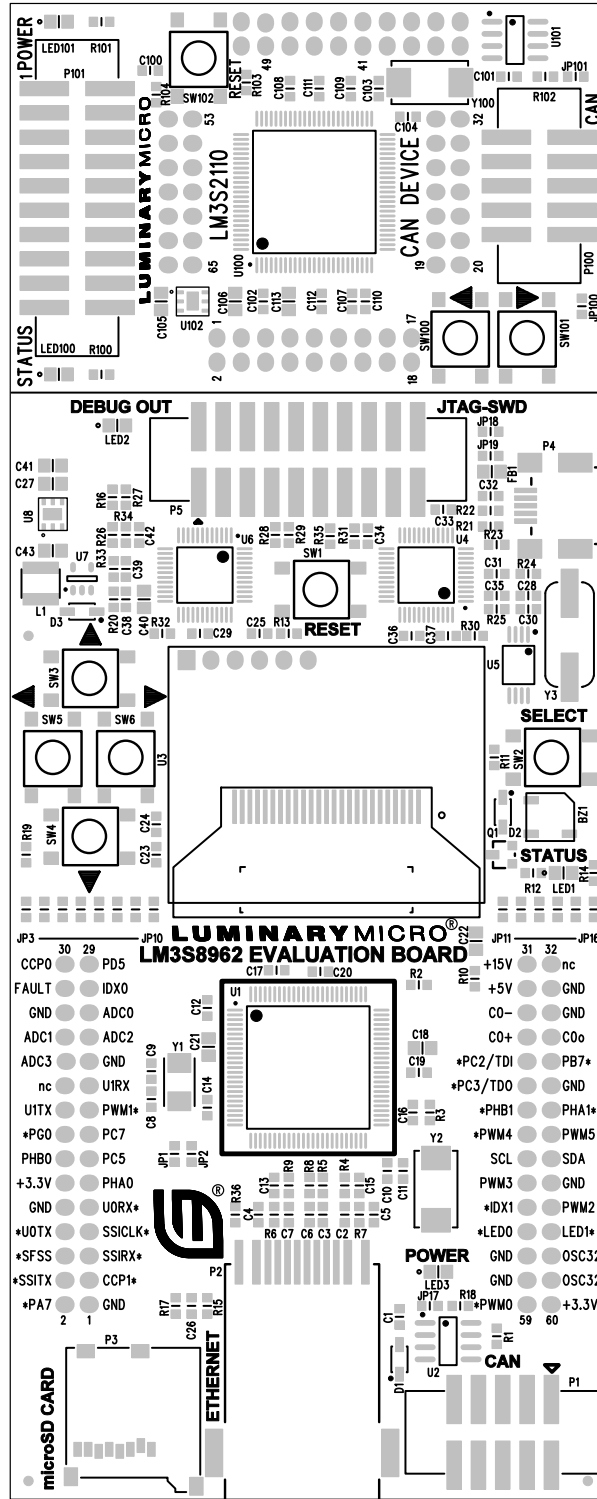 1 POWER
LED101
R101
P101
C100
SW102
RESET
R103
R104
49
41
C108
C111
C109
C103
Y100
C104
U101
C101
R102
JP101
CAN
LUMINARYMICRO
53
65
LM3S2110
U100
CAN DEVICE
32
19
20
P100
C105
U102
C106
C102
C113
C112
C107
C110
17
1
2
18
SW100
SW101
JP100
STATUS
LED100
R100
DEBUG OUT
LED2
JTAG-SWD
JP18
JP19
P4
FB1
C41
C27
U8
C43
U7
L1
D3
R16
R27
R34
R26
C42
R33
C39
R20
C38
C40
P5
U6
R28
R29
R35
R31
C34
SW1
RESET
C33
R22
R21
U4
C32
R23
C31
R24
C35
C28
R25
C30
R32
C29
C25
R13
C36
C37
R30
U5
Y3
SW3
SW5
SW6
U3
SW4
C24
C23
R19
SELECT
R11
SW2
Q1
D2
BZ1
STATUS
R12
LED1
R14
JP3
JP10
LUMINARYMICRO®
LM3S8962 EVALUATION BOARD
C22
JP11
JP16
30 29
CCP0 PD5
FAULT IDX0
GND ADC0
ADC1 ADC2
ADC3 GND
nc U1RX
U1TX PWM1*
*PG0 PC7
PHB0 PC5
+3.3V PHA0
GND U0RX*
*U0TX SSICLK*
*SFSS SSIRX*
*SSITX CCP1*
*PA7 GND
2 1
31 32
+15V nc
+5V GND
C0- GND
C0+ C0o
*PC2/TDI PB7*
*PC3/TDO GND
*PHB1 PHA1*
*PWM4 PWM5
SCL SDA
PWM3 GND
*IDX1 PWM2
*LED0 LED1*
GND OSC32
GND OSC32
*PWM0 +3.3V
59 60
C17
C20
R2
R10
U1
C12
C21
C9
Y1
C14
C8
C18
C19
C16
R3
JP1
JP2
Y2
®
R36
C4
C13
R9
R8
R5
R4
C15
C10
C11
C5
R6
C7
C6
C3
C2
R7
P2
POWER
LED3
JP17
R18
R17
R15
C26
C1
R1
U2
D1
CAN
P1
P3
microSD CARD
ETHERNET